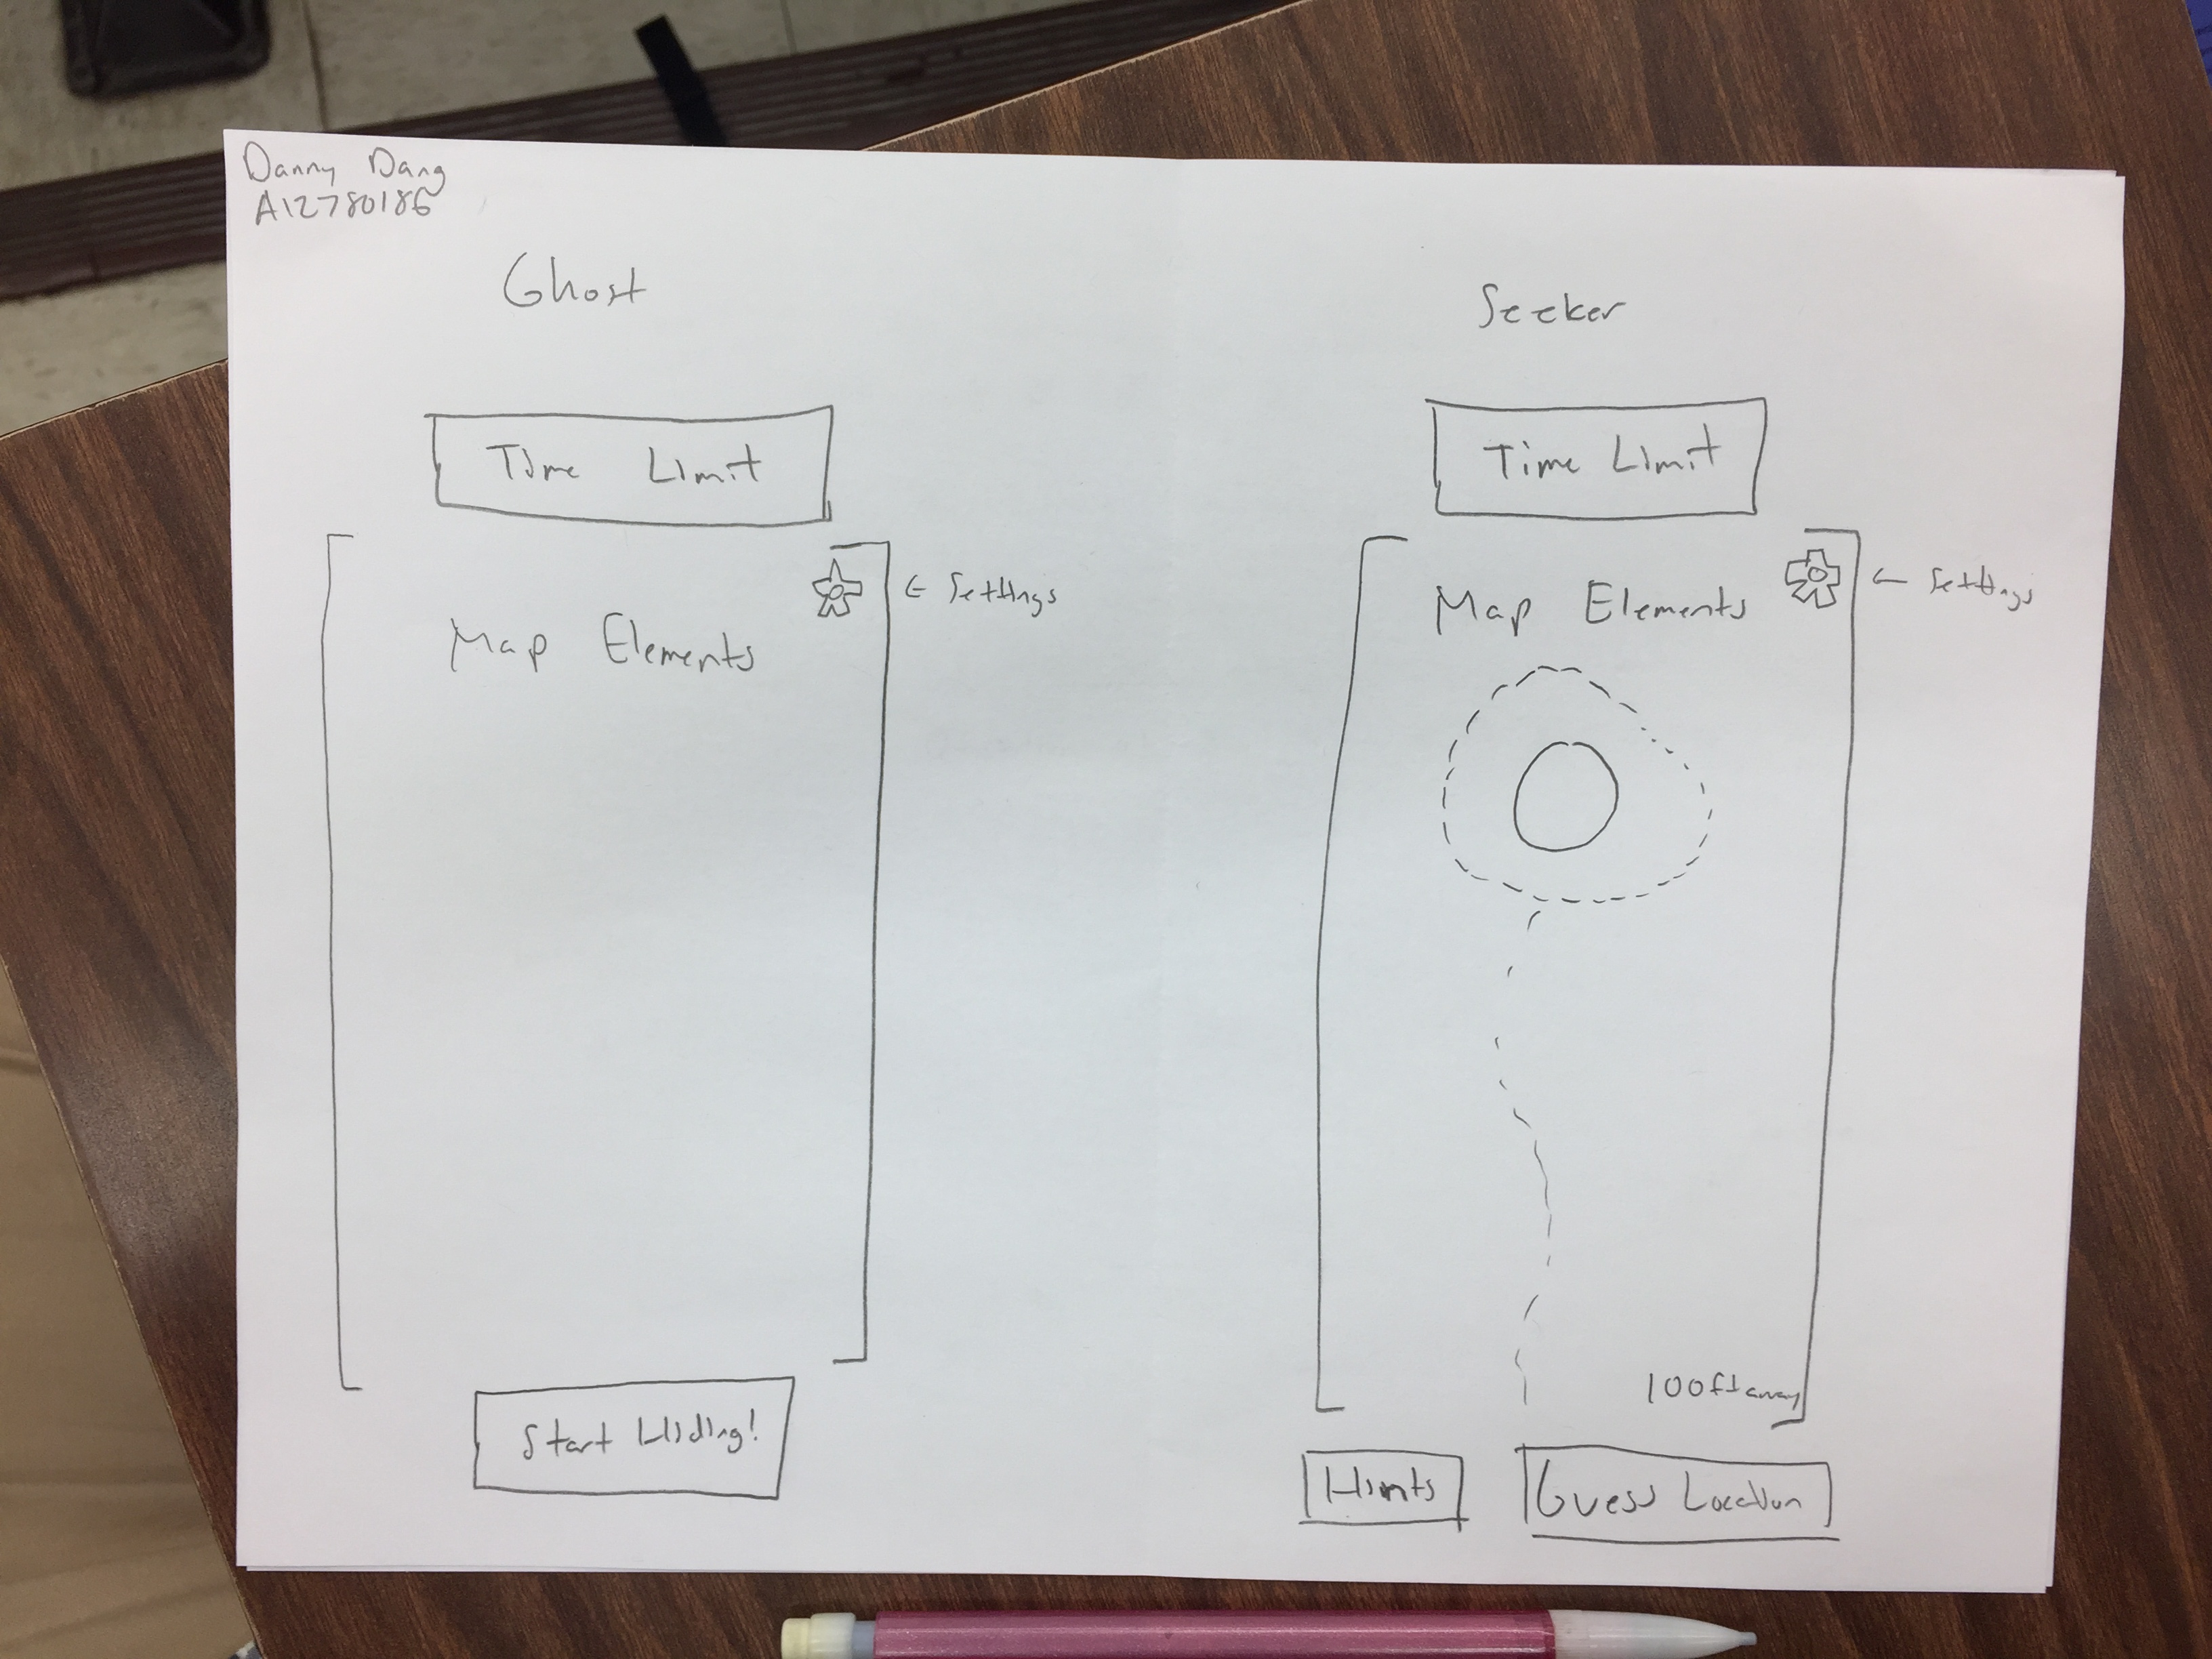 Danny Dang
A12780186
Ghost
Time Limit
Map Elements
← Settings
Start Hiding!
Seeker
Time Limit
Map Elements
← Settings
100ft away
Hints
Guess Location